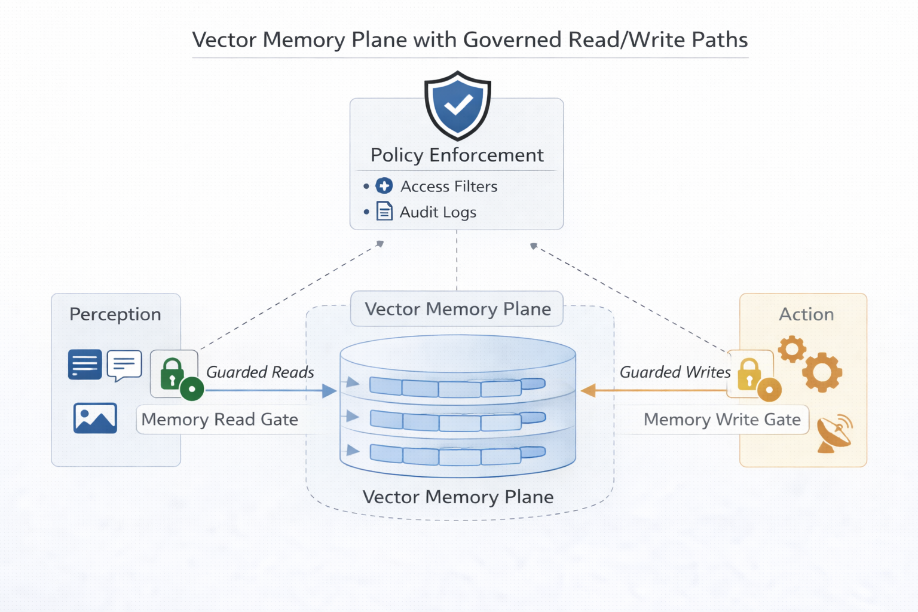 Vector Memory Plane with Governed Read/Write Paths
Policy Enforcement
• Access Filters
• Audit Logs
Perception
Vector Memory Plane
Action
Guarded Reads
Guarded Writes
Memory Read Gate
Memory Write Gate
Vector Memory Plane